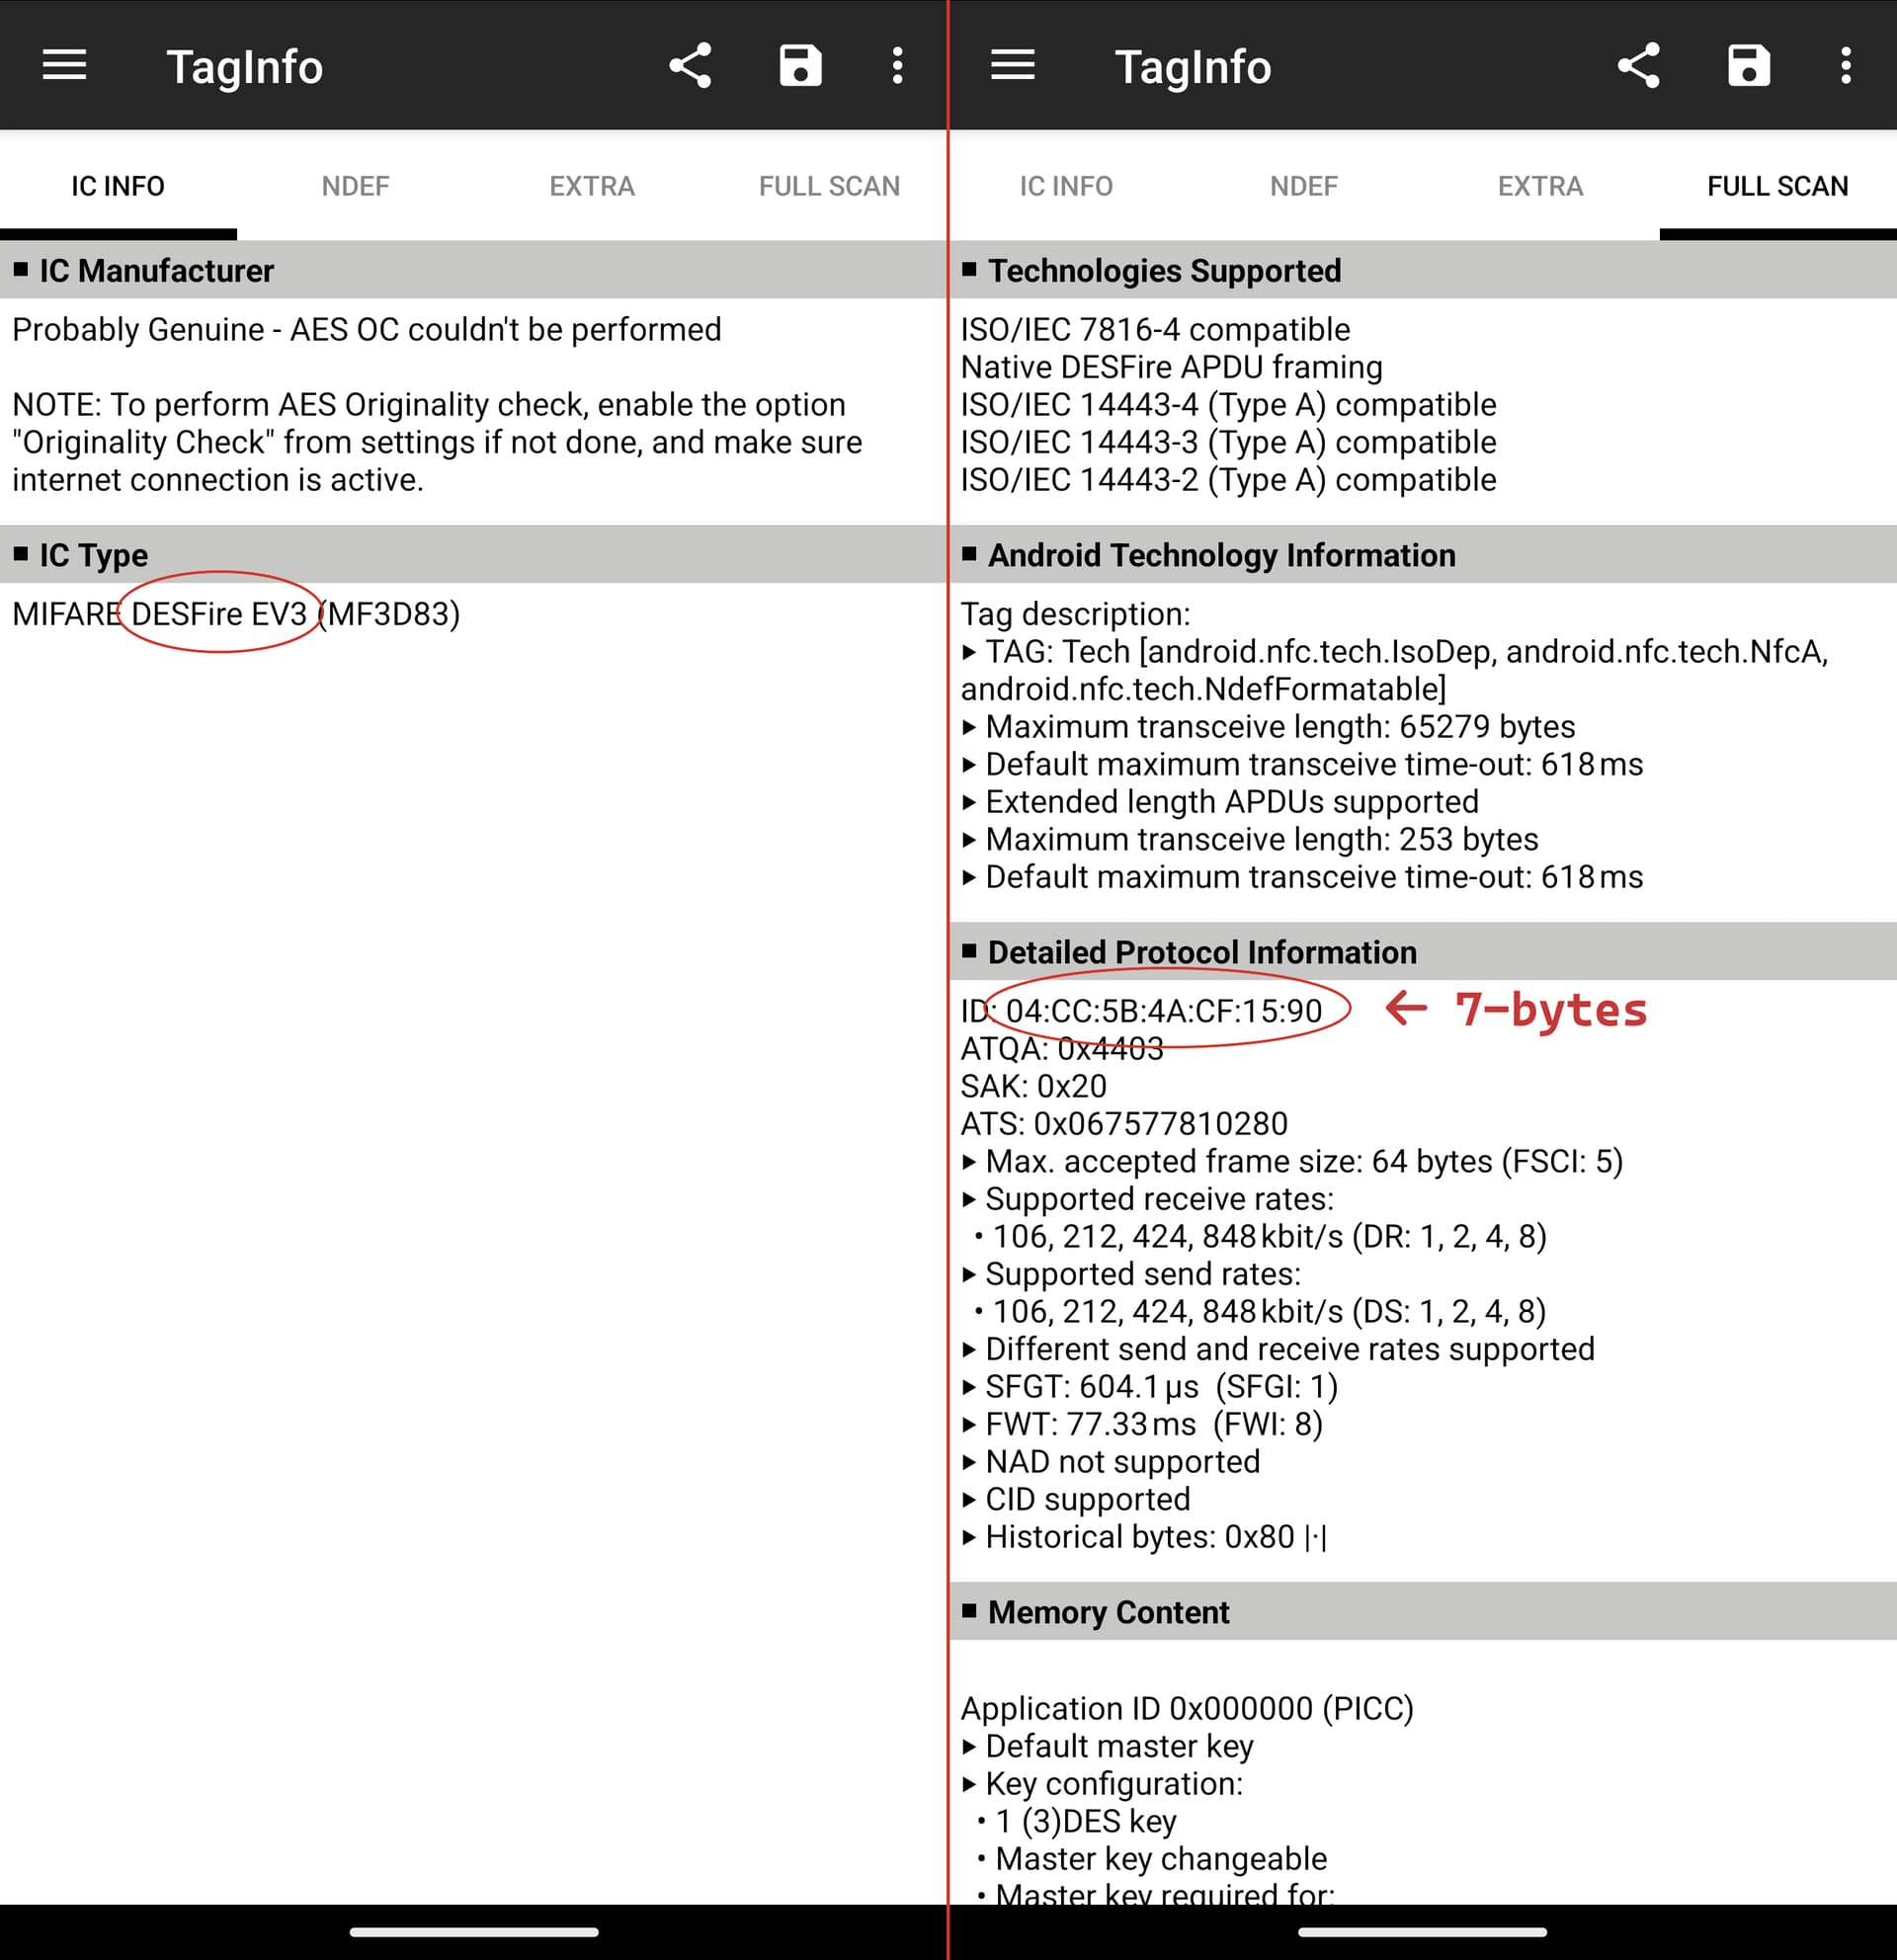 TagInfo
IC INFO NDEF EXTRA FULL SCAN
■ IC Manufacturer
Probably Genuine - AES OC couldn't be performed
NOTE: To perform AES Originality check, enable the option
"Originality Check" from settings if not done, and make sure
internet connection is active.
■ IC Type
MIFARE DESFire EV3 (MF3D83)
TagInfo
IC INFO NDEF EXTRA FULL SCAN
■ Technologies Supported
ISO/IEC 7816-4 compatible
Native DESFire APDU framing
ISO/IEC 14443-4 (Type A) compatible
ISO/IEC 14443-3 (Type A) compatible
ISO/IEC 14443-2 (Type A) compatible
■ Android Technology Information
Tag description:
▸ TAG: Tech [android.nfc.tech.IsoDep, android.nfc.tech.NfcA,
android.nfc.tech.NdefFormatable]
▸ Maximum transceive length: 65279 bytes
▸ Default maximum transceive time-out: 618 ms
▸ Extended length APDUs supported
▸ Maximum transceive length: 253 bytes
▸ Default maximum transceive time-out: 618 ms
■ Detailed Protocol Information
ID: 04:CC:5B:4A:CF:15:90 ← 7-bytes
ATQA: 0x4403
SAK: 0x20
ATS: 0x067577810280
▸ Max. accepted frame size: 64 bytes (FSCI: 5)
▸ Supported receive rates:
• 106, 212, 424, 848 kbit/s (DR: 1, 2, 4, 8)
▸ Supported send rates:
• 106, 212, 424, 848 kbit/s (DS: 1, 2, 4, 8)
▸ Different send and receive rates supported
▸ SFGT: 604.1 µs (SFGI: 1)
▸ FWT: 77.33 ms (FWI: 8)
▸ NAD not supported
▸ CID supported
▸ Historical bytes: 0x80 |·|
■ Memory Content
Application ID 0x000000 (PICC)
▸ Default master key
▸ Key configuration:
• 1 (3)DES key
• Master key changeable
• Master key required for: